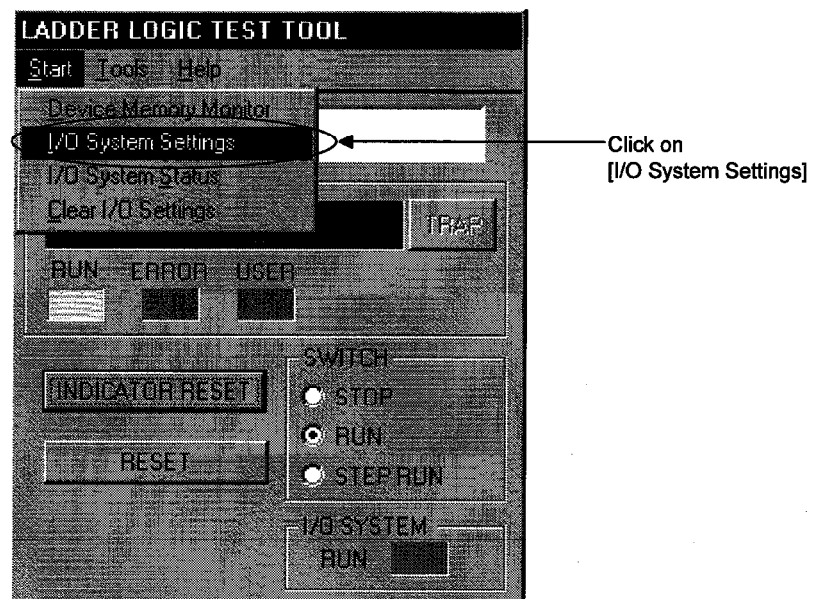 LADDER LOGIC TEST TOOL
Start Tools Help
Device Memory Monitor
I/O System Settings
I/O System Status
Clear I/O Settings
Click on
[I/O System Settings]
TRAP
RUN ERROR USER
INDICATOR RESET
RESET
SWITCH
STOP
RUN
STEP RUN
I/O SYSTEM
RUN